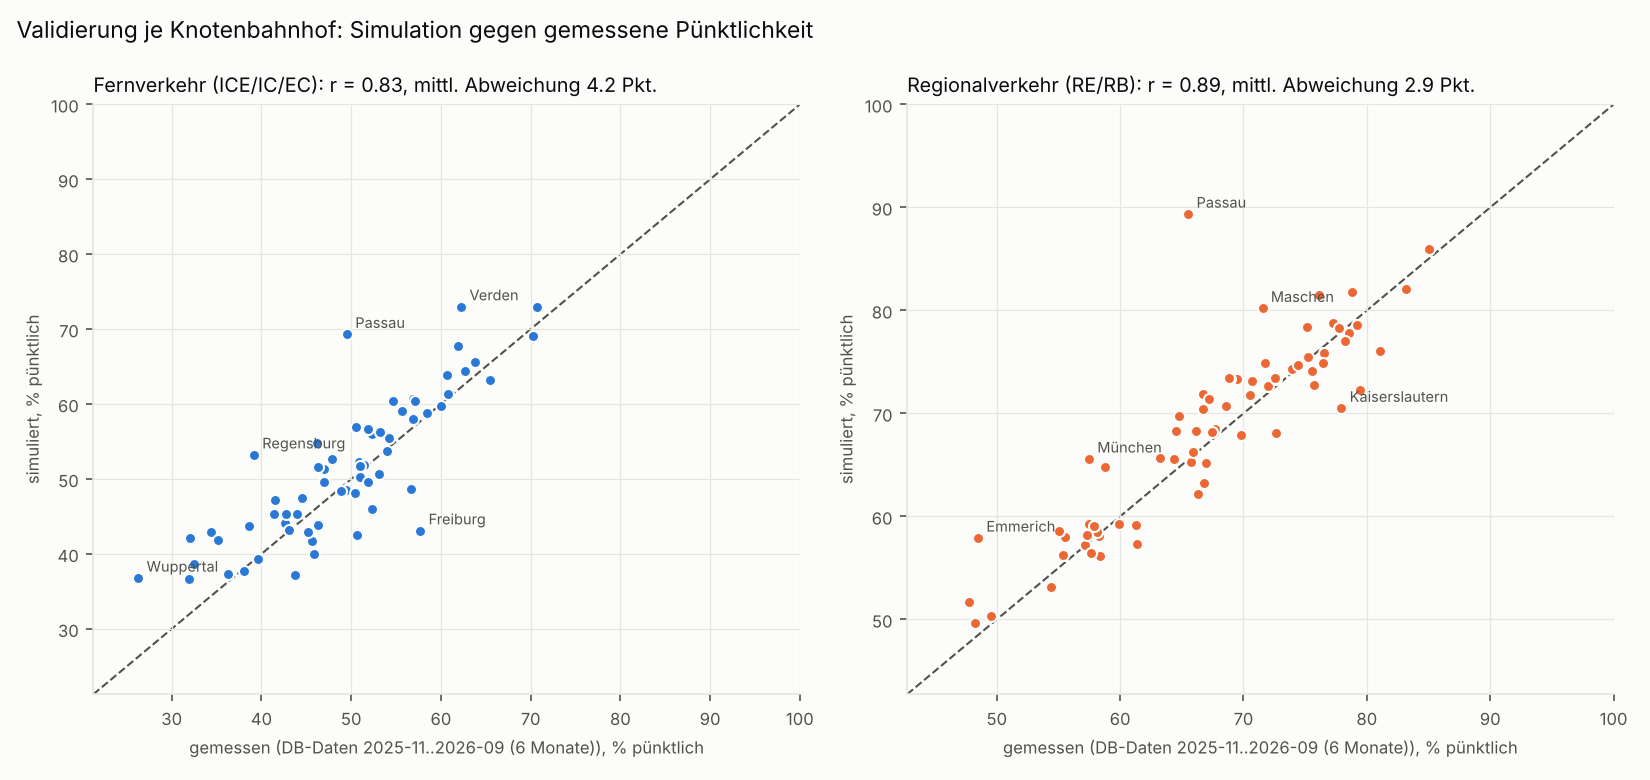 Validierung je Knotenbahnhof: Simulation gegen gemessene Pünktlichkeit
Fernverkehr (ICE/IC/EC): r = 0.83, mittl. Abweichung 4.2 Pkt.
100
90
80
70
60
50
40
30
simuliert, % pünktlich
Verden
Passau
Regensburg
Freiburg
Wuppertal
30 40 50 60 70 80 90 100
gemessen (DB-Daten 2025-11..2026-09 (6 Monate)), % pünktlich
Regionalverkehr (RE/RB): r = 0.89, mittl. Abweichung 2.9 Pkt.
100
90
80
70
60
50
simuliert, % pünktlich
Passau
Maschen
Kaiserslautern
München
Emmerich
50 60 70 80 90 100
gemessen (DB-Daten 2025-11..2026-09 (6 Monate)), % pünktlich